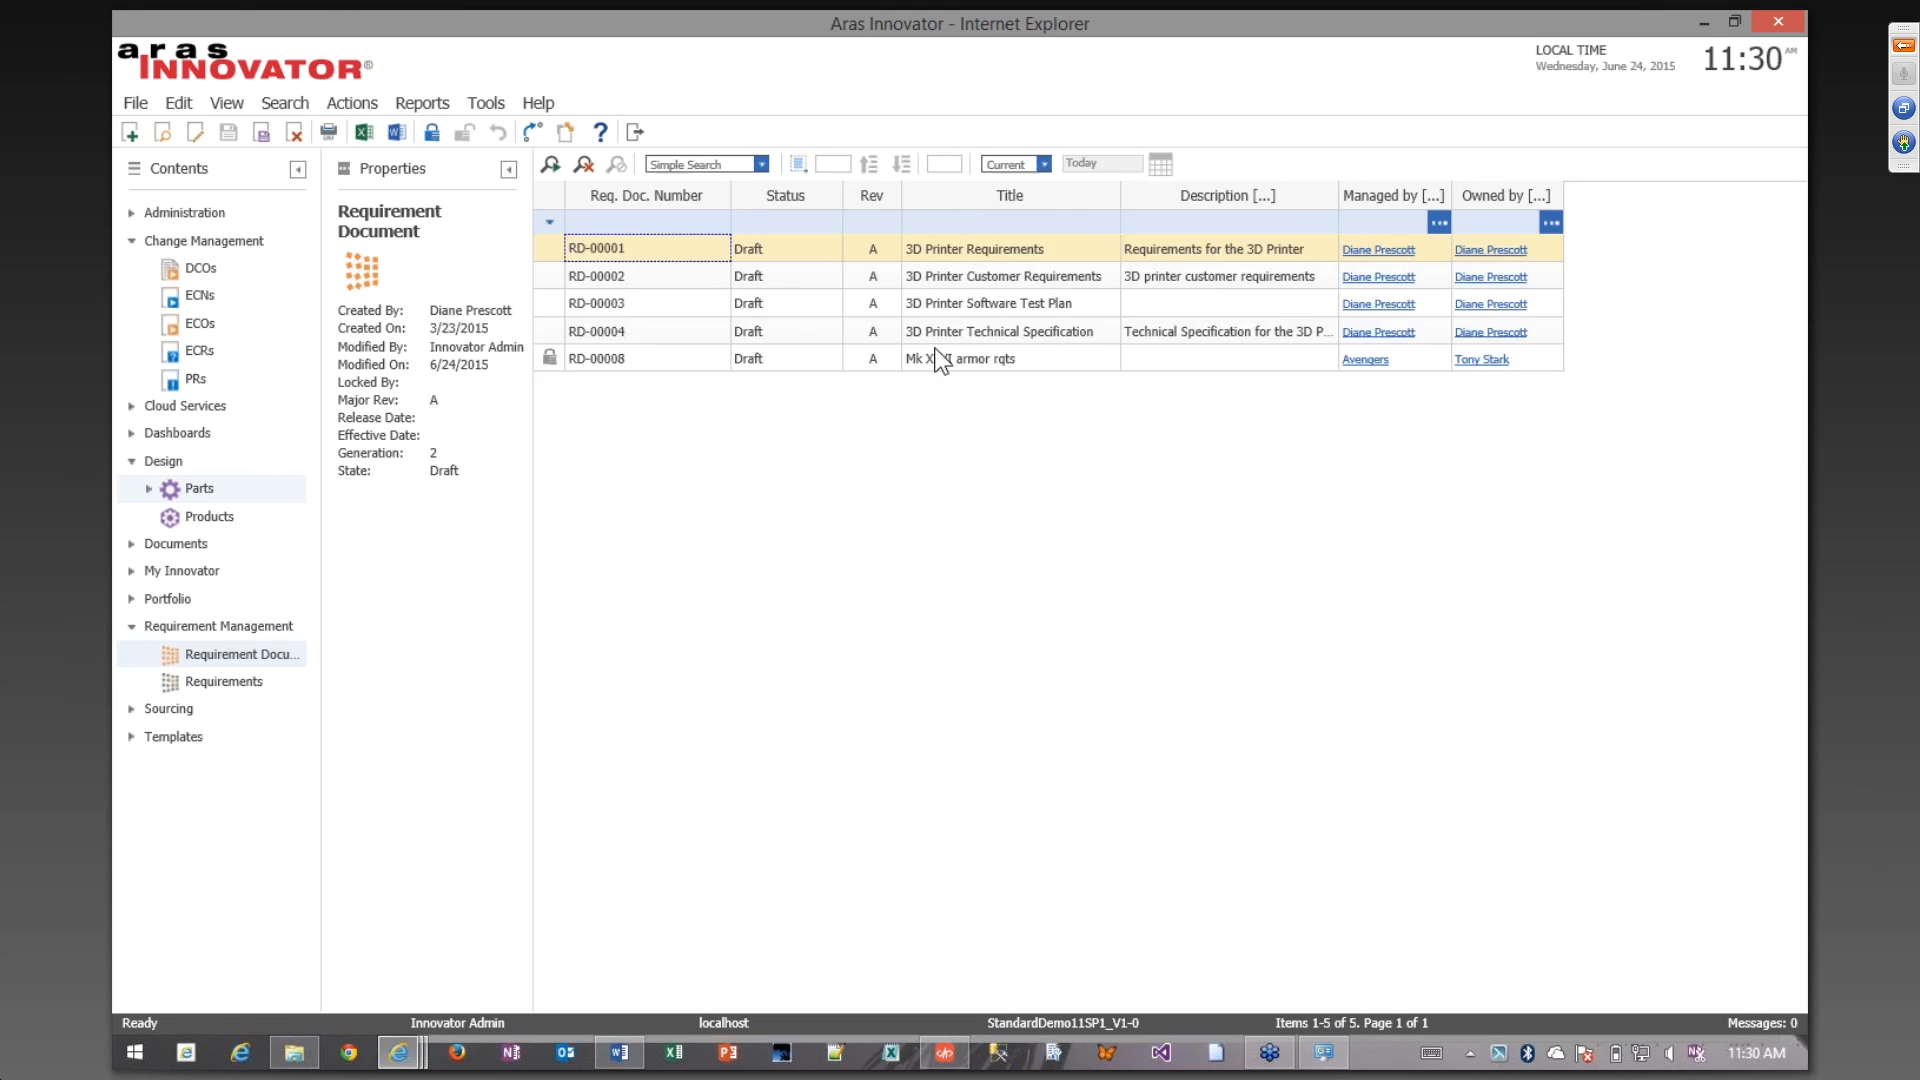 Aras Innovator - Internet Explorer
aras
INNOVATOR®
LOCAL TIME
Wednesday, June 24, 2015
11:30 AM
File Edit View Search Actions Reports Tools Help
Contents
Administration
Change Management
DCOs
ECNs
ECOs
ECRs
PRs
Cloud Services
Dashboards
Design
Parts
Products
Documents
My Innovator
Portfolio
Requirement Management
Requirement Docu...
Requirements
Sourcing
Templates
Properties
Requirement
Document
Created By: Diane Prescott
Created On: 3/23/2015
Modified By: Innovator Admin
Modified On: 6/24/2015
Locked By:
Major Rev: A
Release Date:
Effective Date:
Generation: 2
State: Draft
Simple Search Current Today
Req. Doc. Number Status Rev Title Description [...] Managed by [...] Owned by [...]
RD-00001 Draft A 3D Printer Requirements Requirements for the 3D Printer Diane Prescott Diane Prescott
RD-00002 Draft A 3D Printer Customer Requirements 3D printer customer requirements Diane Prescott Diane Prescott
RD-00003 Draft A 3D Printer Software Test Plan Diane Prescott Diane Prescott
RD-00004 Draft A 3D Printer Technical Specification Technical Specification for the 3D P... Diane Prescott Diane Prescott
RD-00008 Draft A Mk armor rqts Avengers Tony Stark
Ready Innovator Admin localhost StandardDemo11SP1_V1-0 Items 1-5 of 5. Page 1 of 1 Messages: 0
11:30 AM